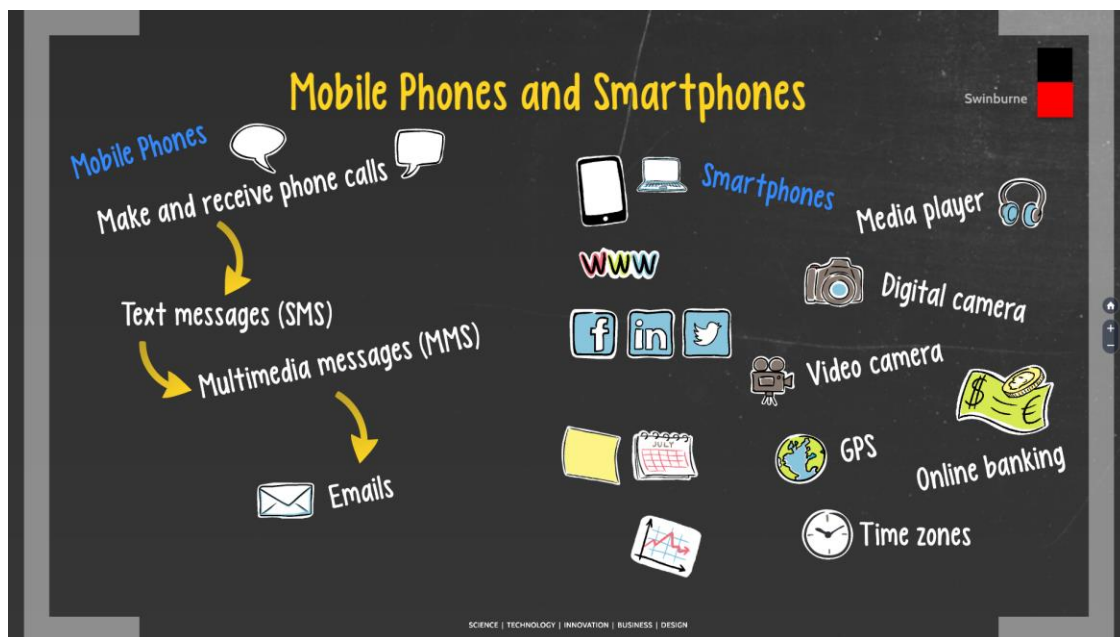 Mobile Phones and Smartphones
Swinburne
Mobile Phones
Make and receive phone calls
Text messages (SMS)
Multimedia messages (MMS)
Emails
Smartphones
Media player
WWW
Digital camera
f
in
Video camera
$ = €
JULY
GPS
Online banking
Time zones
SCIENCE | TECHNOLOGY | INNOVATION | BUSINESS | DESIGN